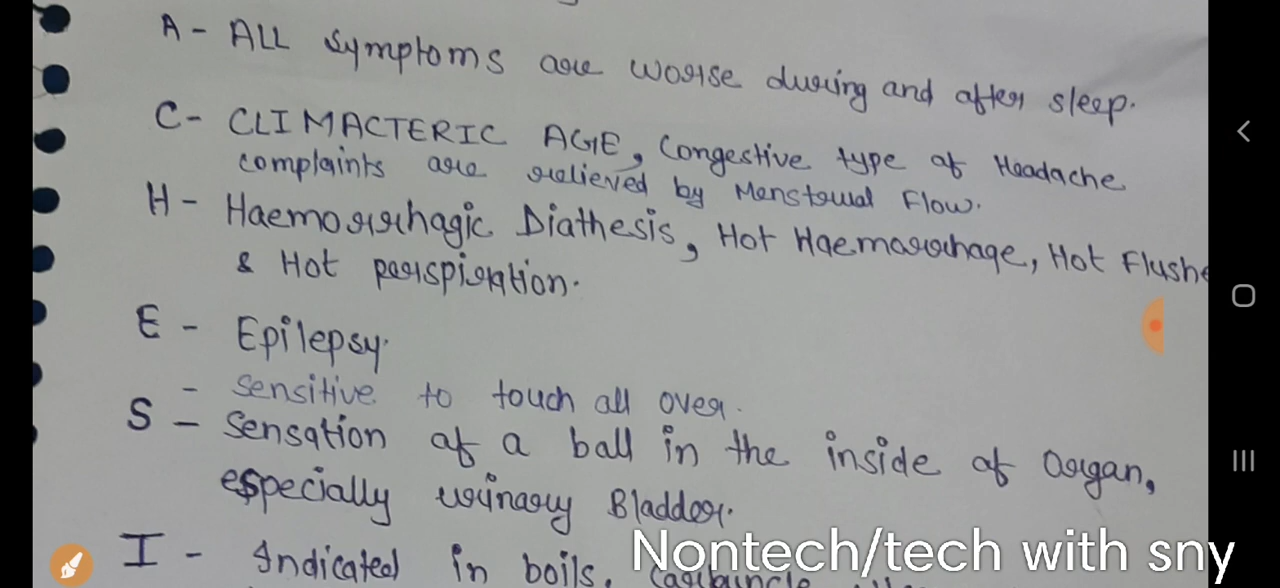 A - ALL symptoms are worse during and after sleep.
C - CLIMACTERIC AGE, Congestive type of Headache
complaints are relieved by Menstrual Flow.
H - Haemorrhagic Diathesis, Hot Haemorrhage, Hot Flushe
& Hot perspiration.
E - Epilepsy.
- Sensitive to touch all over.
S - Sensation of a ball in the inside of Organ,
especially urinary Bladder.
I - Indicated in boils, Carbuncle
Nontech/tech with sny